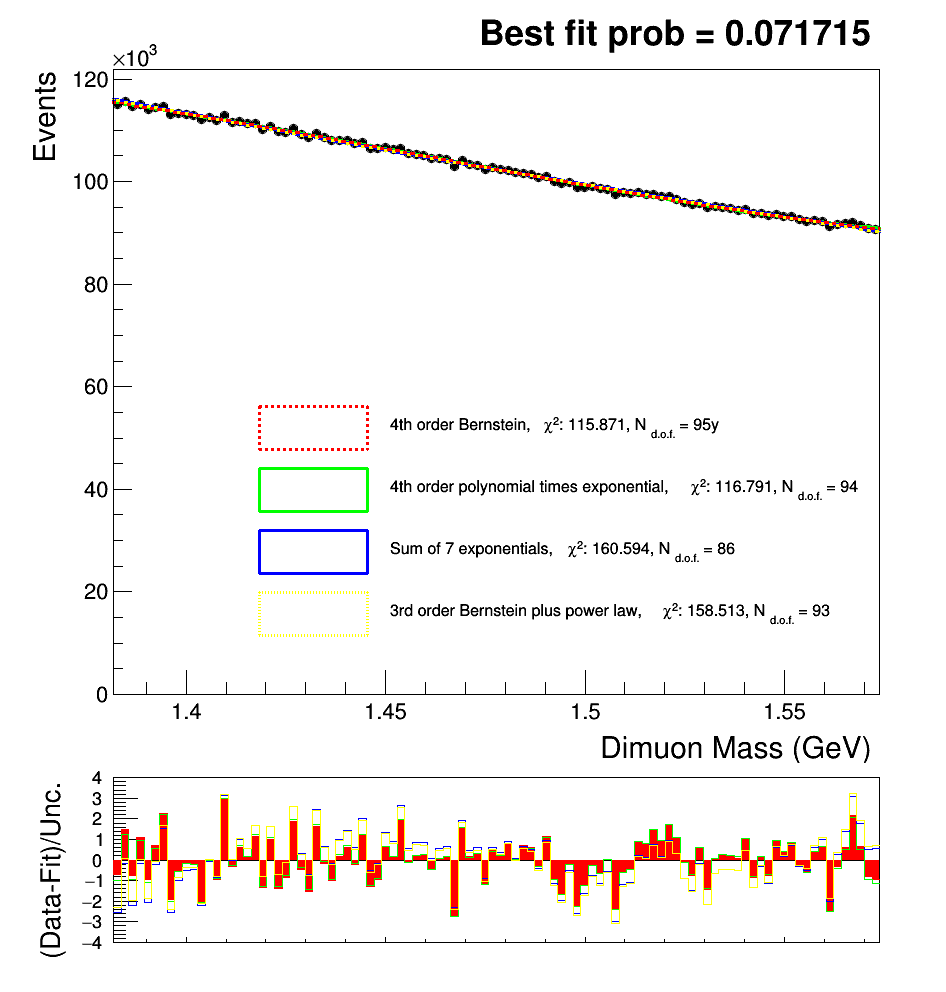 Best fit prob = 0.071715
×10³
Events
120
100
80
60
40
20
0
4th order Bernstein, χ²: 115.871, N d.o.f. = 95y
4th order polynomial times exponential, χ²: 116.791, N d.o.f. = 94
Sum of 7 exponentials, χ²: 160.594, N d.o.f. = 86
3rd order Bernstein plus power law, χ²: 158.513, N d.o.f. = 93
1.4 1.45 1.5 1.55
Dimuon Mass (GeV)
(Data-Fit)/Unc.
4
3
2
1
0
−1
−2
−3
−4